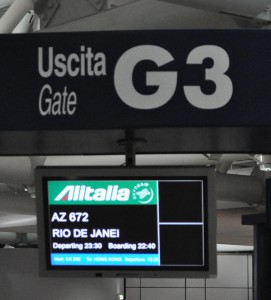 Uscita
Gate
G3
Alitalia
AZ 672
RIO DE JANEI
Departing 23:30 Boarding 22:40